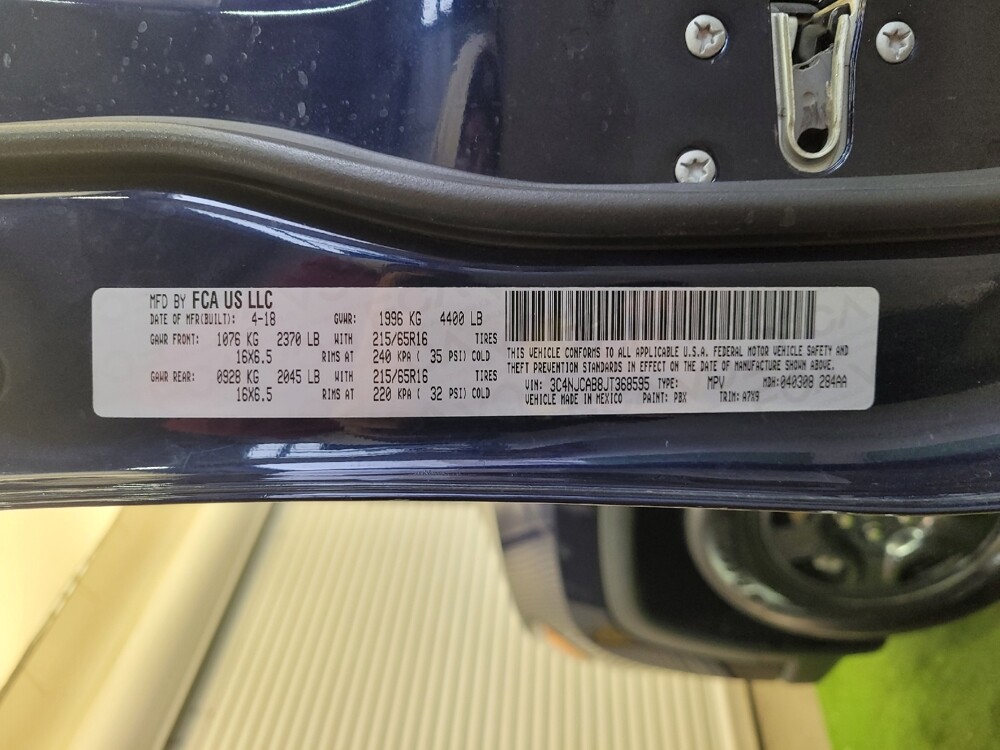 MFD BY FCA US LLC
DATE OF MFR(BUILT): 4-18 GVWR: 1996 KG 4400 LB
GAWR FRONT: 1076 KG 2370 LB WITH 215/65R16 TIRES
16X6.5 RIMS AT 240 KPA ( 35 PSI) COLD
GAWR REAR: 0928 KG 2045 LB WITH 215/65R16 TIRES
16X6.5 RIMS AT 220 KPA ( 32 PSI) COLD
THIS VEHICLE CONFORMS TO ALL APPLICABLE U.S.A. FEDERAL MOTOR VEHICLE SAFETY AND
THEFT PREVENTION STANDARDS IN EFFECT ON THE DATE OF MANUFACTURE SHOWN ABOVE.
VIN: 3C4NJCAB8JT368595 TYPE: MPV MDH: 040308 284AA
VEHICLE MADE IN MEXICO PAINT: PBX TRIM: A7X9